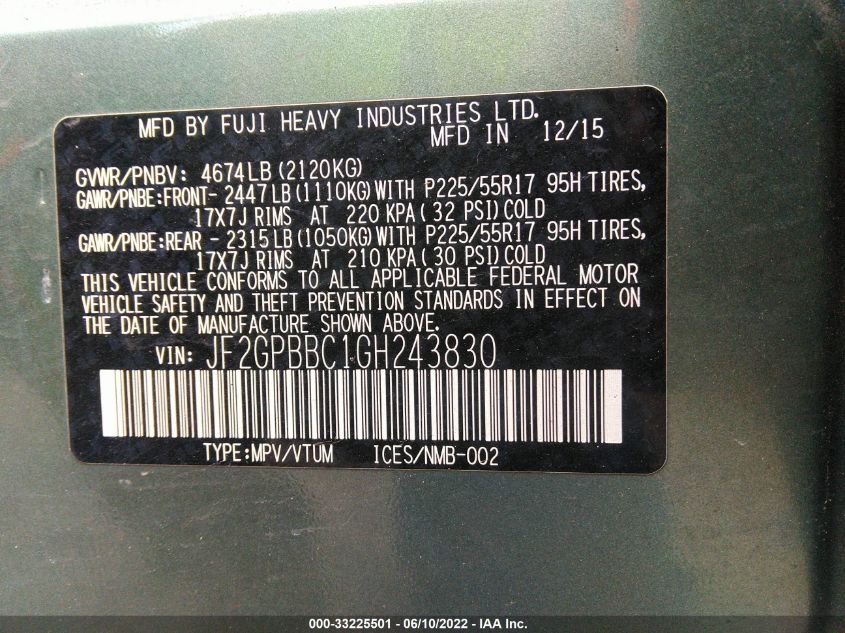 MFD BY FUJI HEAVY INDUSTRIES LTD.
MFD IN 12/15
GVWR/PNBV: 4674LB(2120KG)
GAWR/PNBE:FRONT- 2447LB(1110KG)WITH P225/55R17 95H TIRES,
17X7J RIMS AT 220 KPA( 32 PSI)COLD
GAWR/PNBE:REAR - 2315LB(1050KG)WITH P225/55R17 95H TIRES,
17X7J RIMS AT 210 KPA( 30 PSI)COLD
THIS VEHICLE CONFORMS TO ALL APPLICABLE FEDERAL MOTOR
VEHICLE SAFETY AND THEFT PREVENTION STANDARDS IN EFFECT ON
THE DATE OF MANUFACTURE SHOWN ABOVE.
VIN: JF2GPBBC1GH243830
TYPE:MPV/VTUM ICES/NMB-002
000-33225501 - 06/10/2022 - IAA Inc.